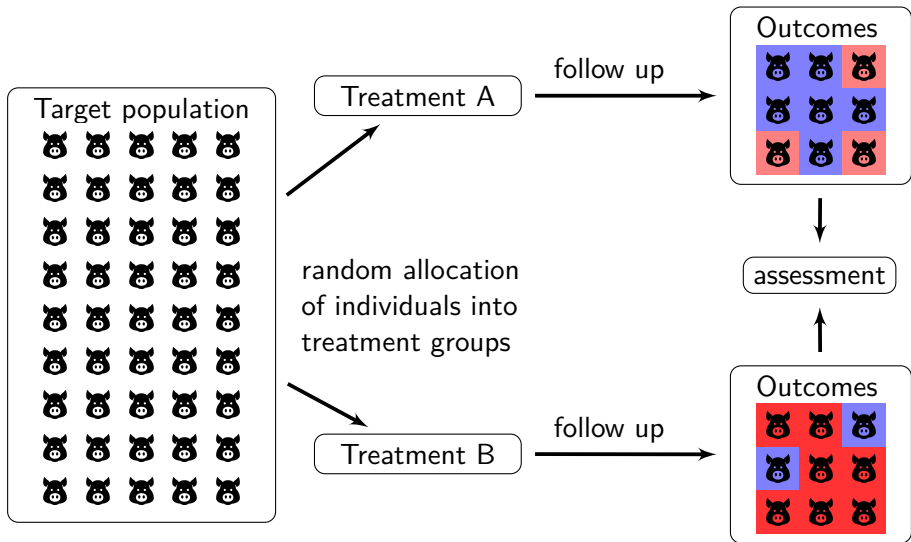 Target population
Treatment A
follow up
Outcomes
random allocation
of individuals into
treatment groups
assessment
Treatment B
follow up
Outcomes